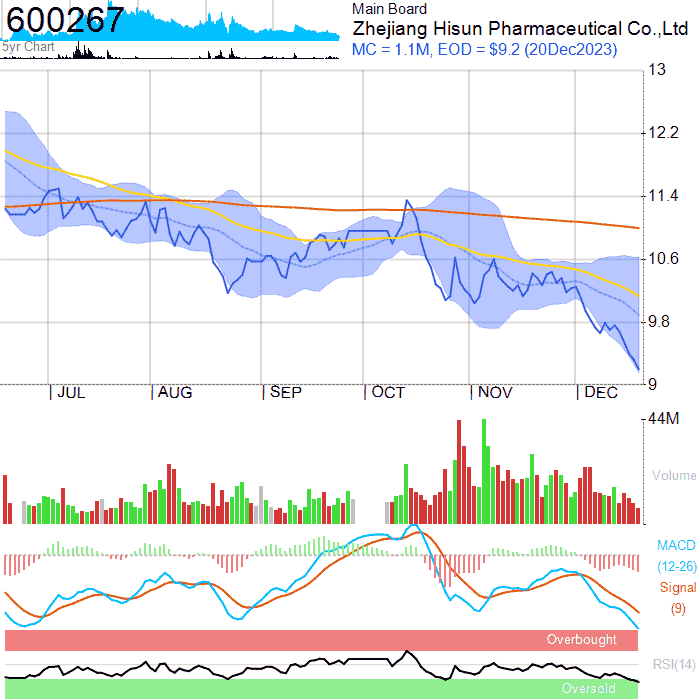 600267
5yr Chart
Main Board
Zhejiang Hisun Pharmaceutical Co.,Ltd
MC = 1.1M, EOD = $9.2 (20Dec2023)
13
12.2
11.4
10.6
9.8
9
JUL AUG SEP OCT NOV DEC
44M
Volume
MACD
(12-26)
Signal
(9)
Overbought
RSI(14)
Oversold